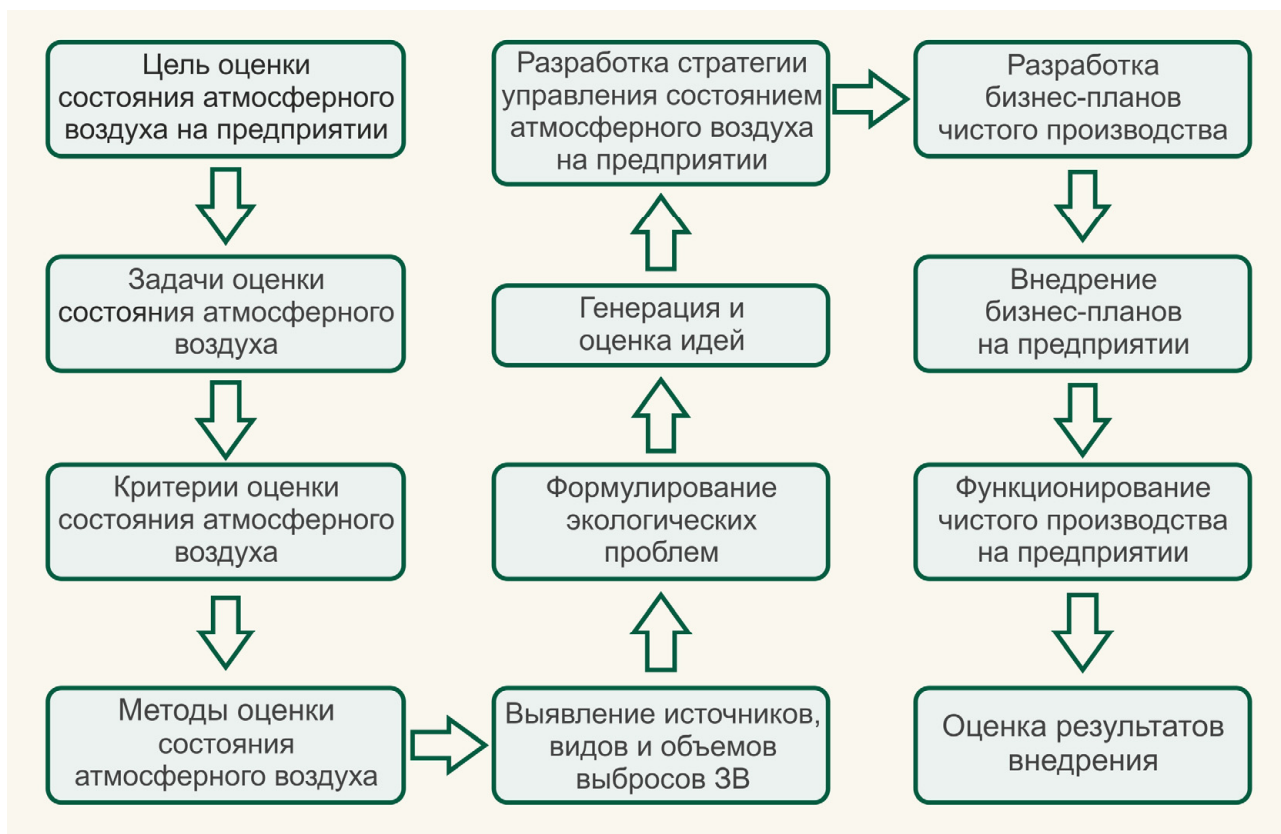 Цель оценки
состояния атмосферного
воздуха на предприятии
Задачи оценки
состояния атмосферного
воздуха
Критерии оценки
состояния атмосферного
воздуха
Методы оценки
состояния
атмосферного воздуха
Выявление источников,
видов и объемов
выбросов ЗВ
Формулирование
экологических
проблем
Генерация и
оценка идей
Разработка стратегии
управления состоянием
атмосферного воздуха
на предприятии
Разработка
бизнес-планов
чистого производства
Внедрение
бизнес-планов
на предприятии
Функционирование
чистого производства
на предприятии
Оценка результатов
внедрения